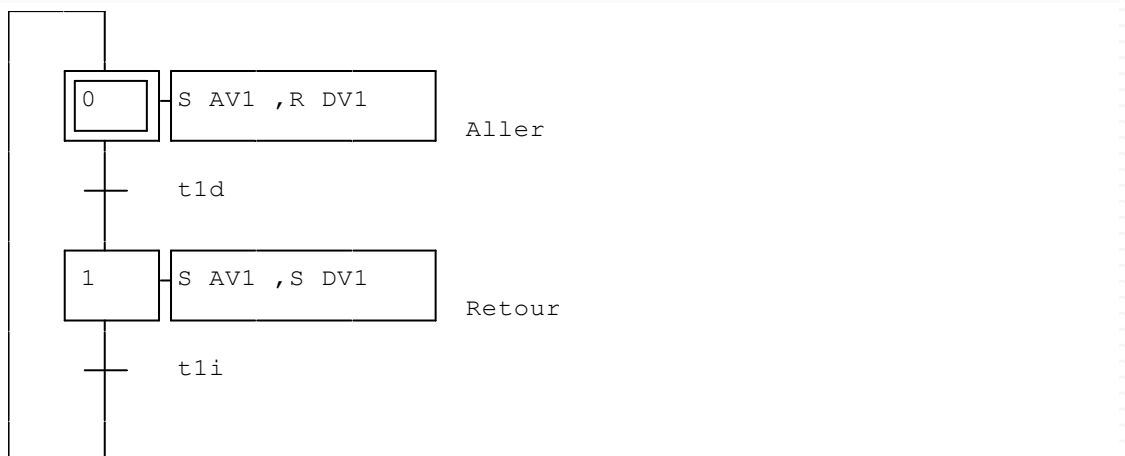 0 S AV1 ,R DV1
Aller
t1d
1 S AV1 ,S DV1
Retour
t1i